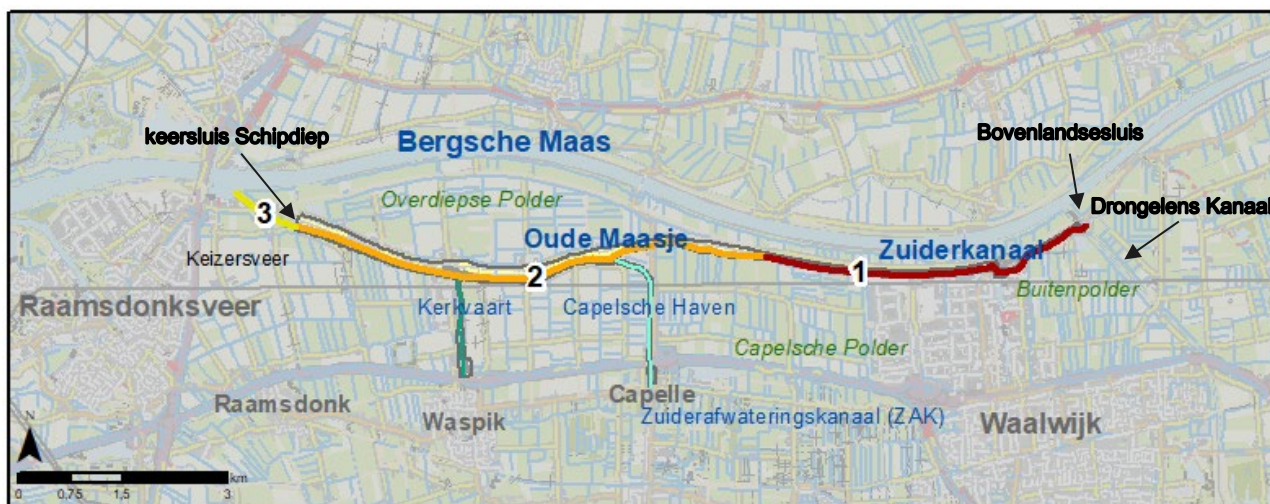 keersluis Schipdiep
Bergsche Maas
Bovenlandsesluis
Overdiepse Polder
Drongelens Kanaal
3
Oude Maasje
Zuiderkanaal
Keizersveer
2
1
Buitenpolder
Raamsdonksveer
Kerkvaart
Capelsche Haven
Capelsche Polder
Raamsdonk
Waspik
Capelle
Zuiderafwateringskanaal (ZAK)
Waalwijk
N
km
0 0.75 1,5 3